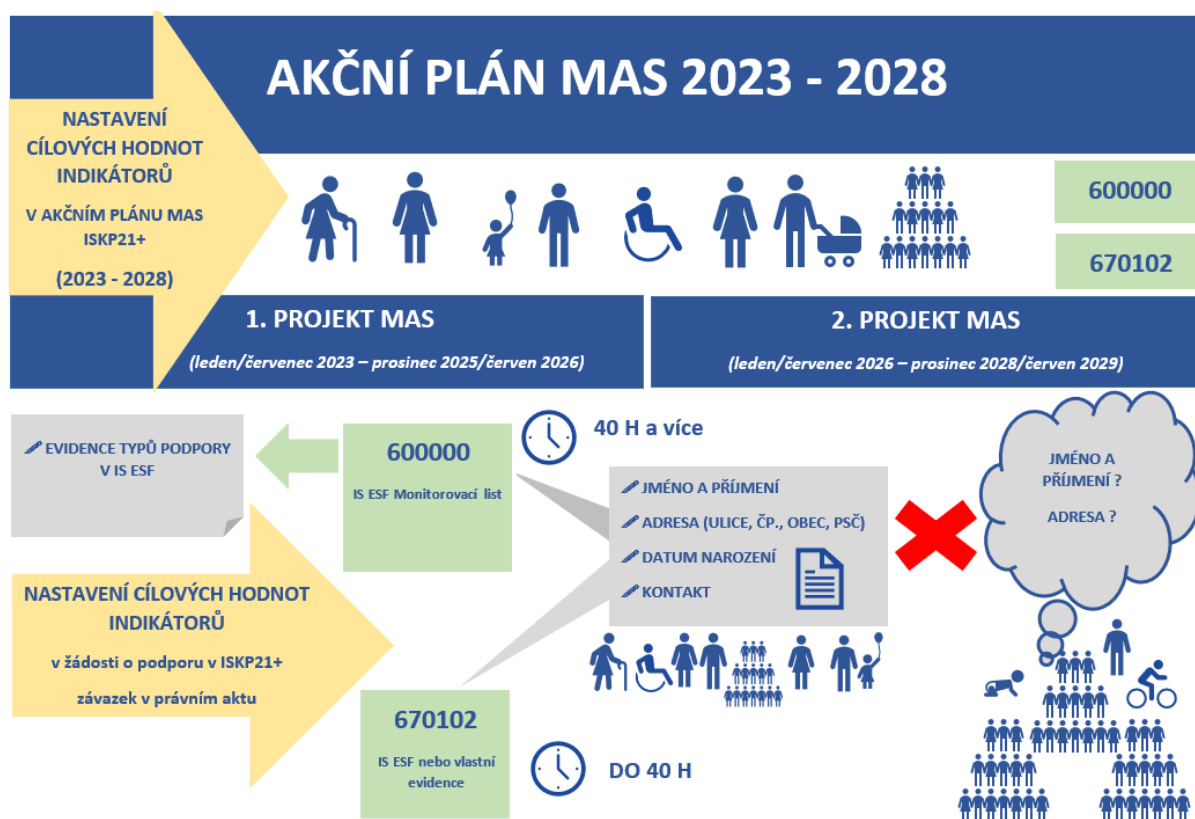 AKČNÍ PLÁN MAS 2023 - 2028
NASTAVENÍ
CÍLOVÝCH HODNOT
INDIKÁTORŮ
V AKČNÍM PLÁNU MAS
ISKP21+
(2023 - 2028)
600000
670102
1. PROJEKT MAS
(leden/červenec 2023 – prosinec 2025/červen 2026)
2. PROJEKT MAS
(leden/červenec 2026 – prosinec 2028/červen 2029)
EVIDENCE TYPŮ PODPORY
V IS ESF
600000
IS ESF Monitorovací list
40 H a více
JMÉNO A PŘÍJMENÍ
ADRESA (ULICE, ČP., OBEC, PSČ)
DATUM NAROZENÍ
KONTAKT
JMÉNO A
PŘÍJMENÍ ?
ADRESA ?
NASTAVENÍ CÍLOVÝCH HODNOT
INDIKÁTORŮ
v žádosti o podporu v ISKP21+
závazek v právním aktu
670102
IS ESF nebo vlastní
evidence
DO 40 H